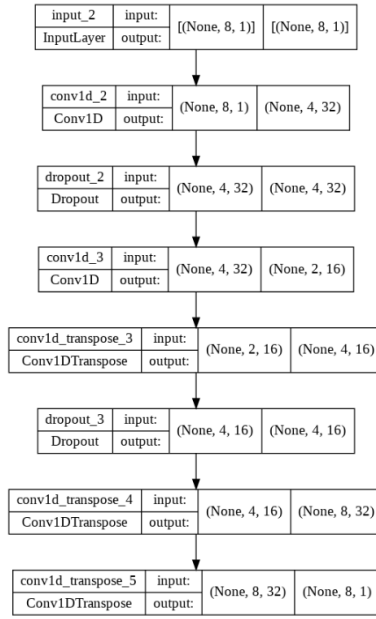 input_2 input: [(None, 8, 1)] [(None, 8, 1)]
InputLayer output:
conv1d_2 input: (None, 8, 1) (None, 4, 32)
Conv1D output:
dropout_2 input: (None, 4, 32) (None, 4, 32)
Dropout output:
conv1d_3 input: (None, 4, 32) (None, 2, 16)
Conv1D output:
conv1d_transpose_3 input: (None, 2, 16) (None, 4, 16)
Conv1DTranspose output:
dropout_3 input: (None, 4, 16) (None, 4, 16)
Dropout output:
conv1d_transpose_4 input: (None, 4, 16) (None, 8, 32)
Conv1DTranspose output:
conv1d_transpose_5 input: (None, 8, 32) (None, 8, 1)
Conv1DTranspose output: